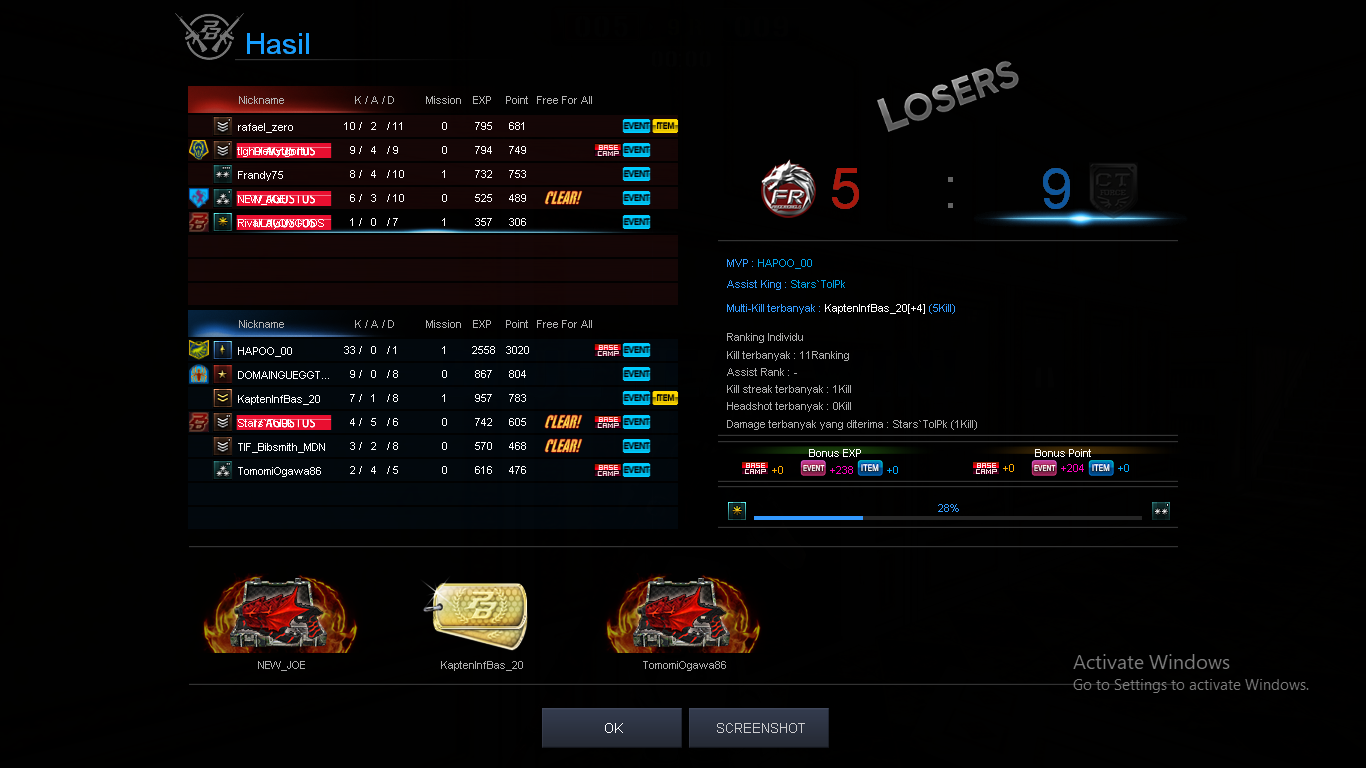 Hasil
LOSERS
Nickname K / A / D Mission EXP Point Free For All
rafael_zero 10 / 2 / 11 0 795 681 EVENT ITEM
9 / 4 / 9 0 794 749 BASE CAMP EVENT
Frandy75 8 / 4 / 10 1 732 753 EVENT
6 / 3 / 10 0 525 489 CLEAR! EVENT
1 / 0 / 7 1 357 306 EVENT
FR 5 : 9 CT FORCE
Nickname K / A / D Mission EXP Point Free For All
HAPOO_00 33 / 0 / 1 1 2558 3020 BASE CAMP EVENT
DOMAINGUEGGT... 9 / 0 / 8 0 867 804 EVENT
KaptenInfBas_20 7 / 1 / 8 1 957 783 EVENT ITEM
4 / 5 / 6 0 742 605 CLEAR! BASE CAMP EVENT
TIF_Bibsmith_MDN 3 / 2 / 8 0 570 468 CLEAR! EVENT
TomomiOgawa86 2 / 4 / 5 0 616 476 BASE CAMP EVENT
MVP : HAPOO_00
Assist King : Stars`TolPk
Multi-Kill terbanyak : KaptenInfBas_20[+4] (5Kill)
Ranking Individu
Kill terbanyak : 11Ranking
Assist Rank : -
Kill streak terbanyak : 1Kill
Headshot terbanyak : 0Kill
Damage terbanyak yang diterima : Stars`TolPk (1Kill)
Bonus EXP Bonus Point
BASE CAMP +0 EVENT +238 ITEM +0 BASE CAMP +0 EVENT +204 ITEM +0
28%
NEW_JOE KaptenInfBas_20 TomomiOgawa86
Activate Windows
Go to Settings to activate Windows.
OK SCREENSHOT